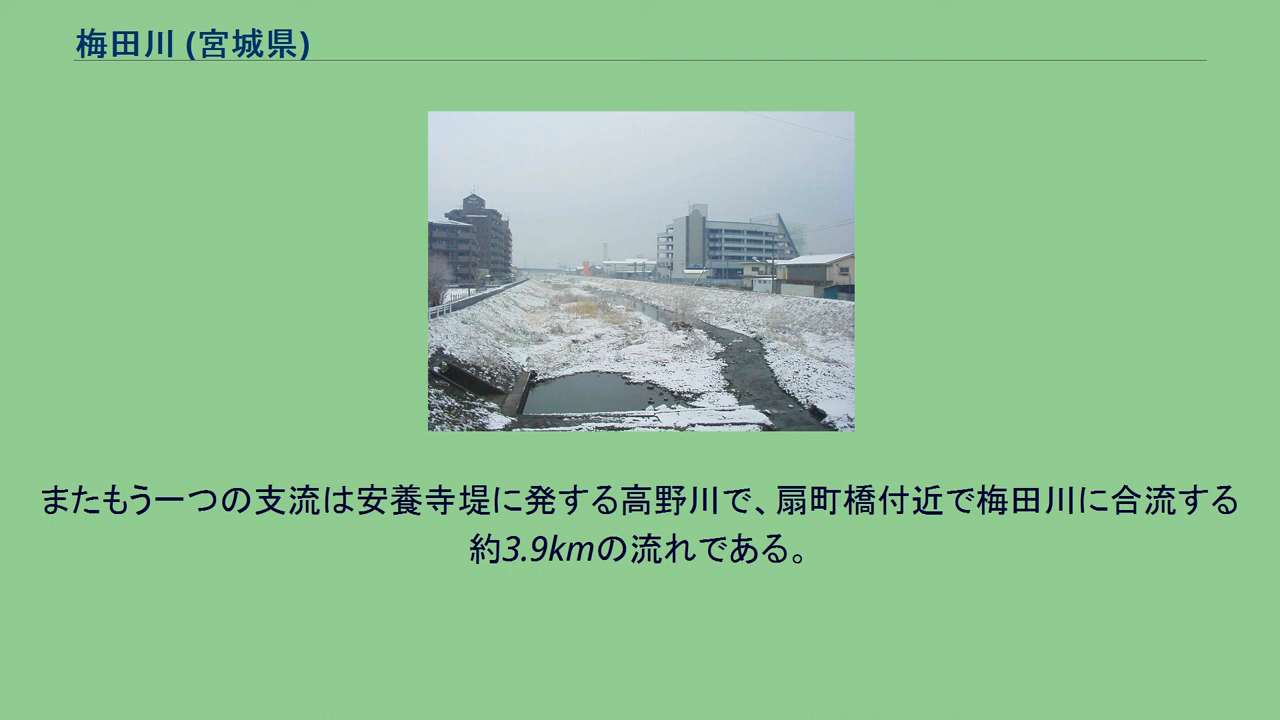 梅田川 (宮城県)
またもう一つの支流は安養寺堤に発する高野川で、扇町橋付近で梅田川に合流する
約3.9kmの流れである。